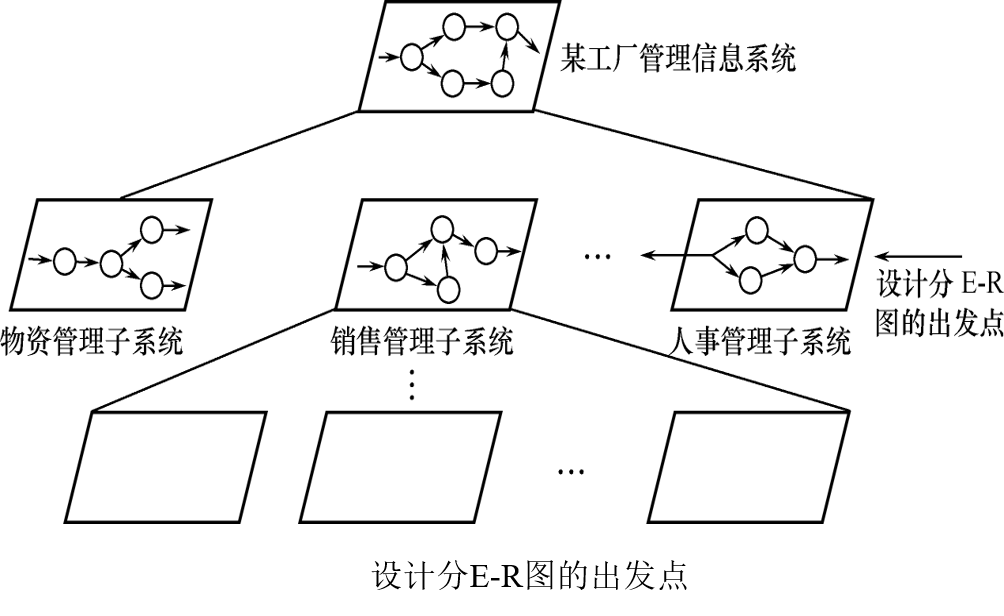 某工厂管理信息系统
…
设计分 E-R
图的出发点
物资管理子系统
销售管理子系统
人事管理子系统
⋮
…
设计分E-R图的出发点